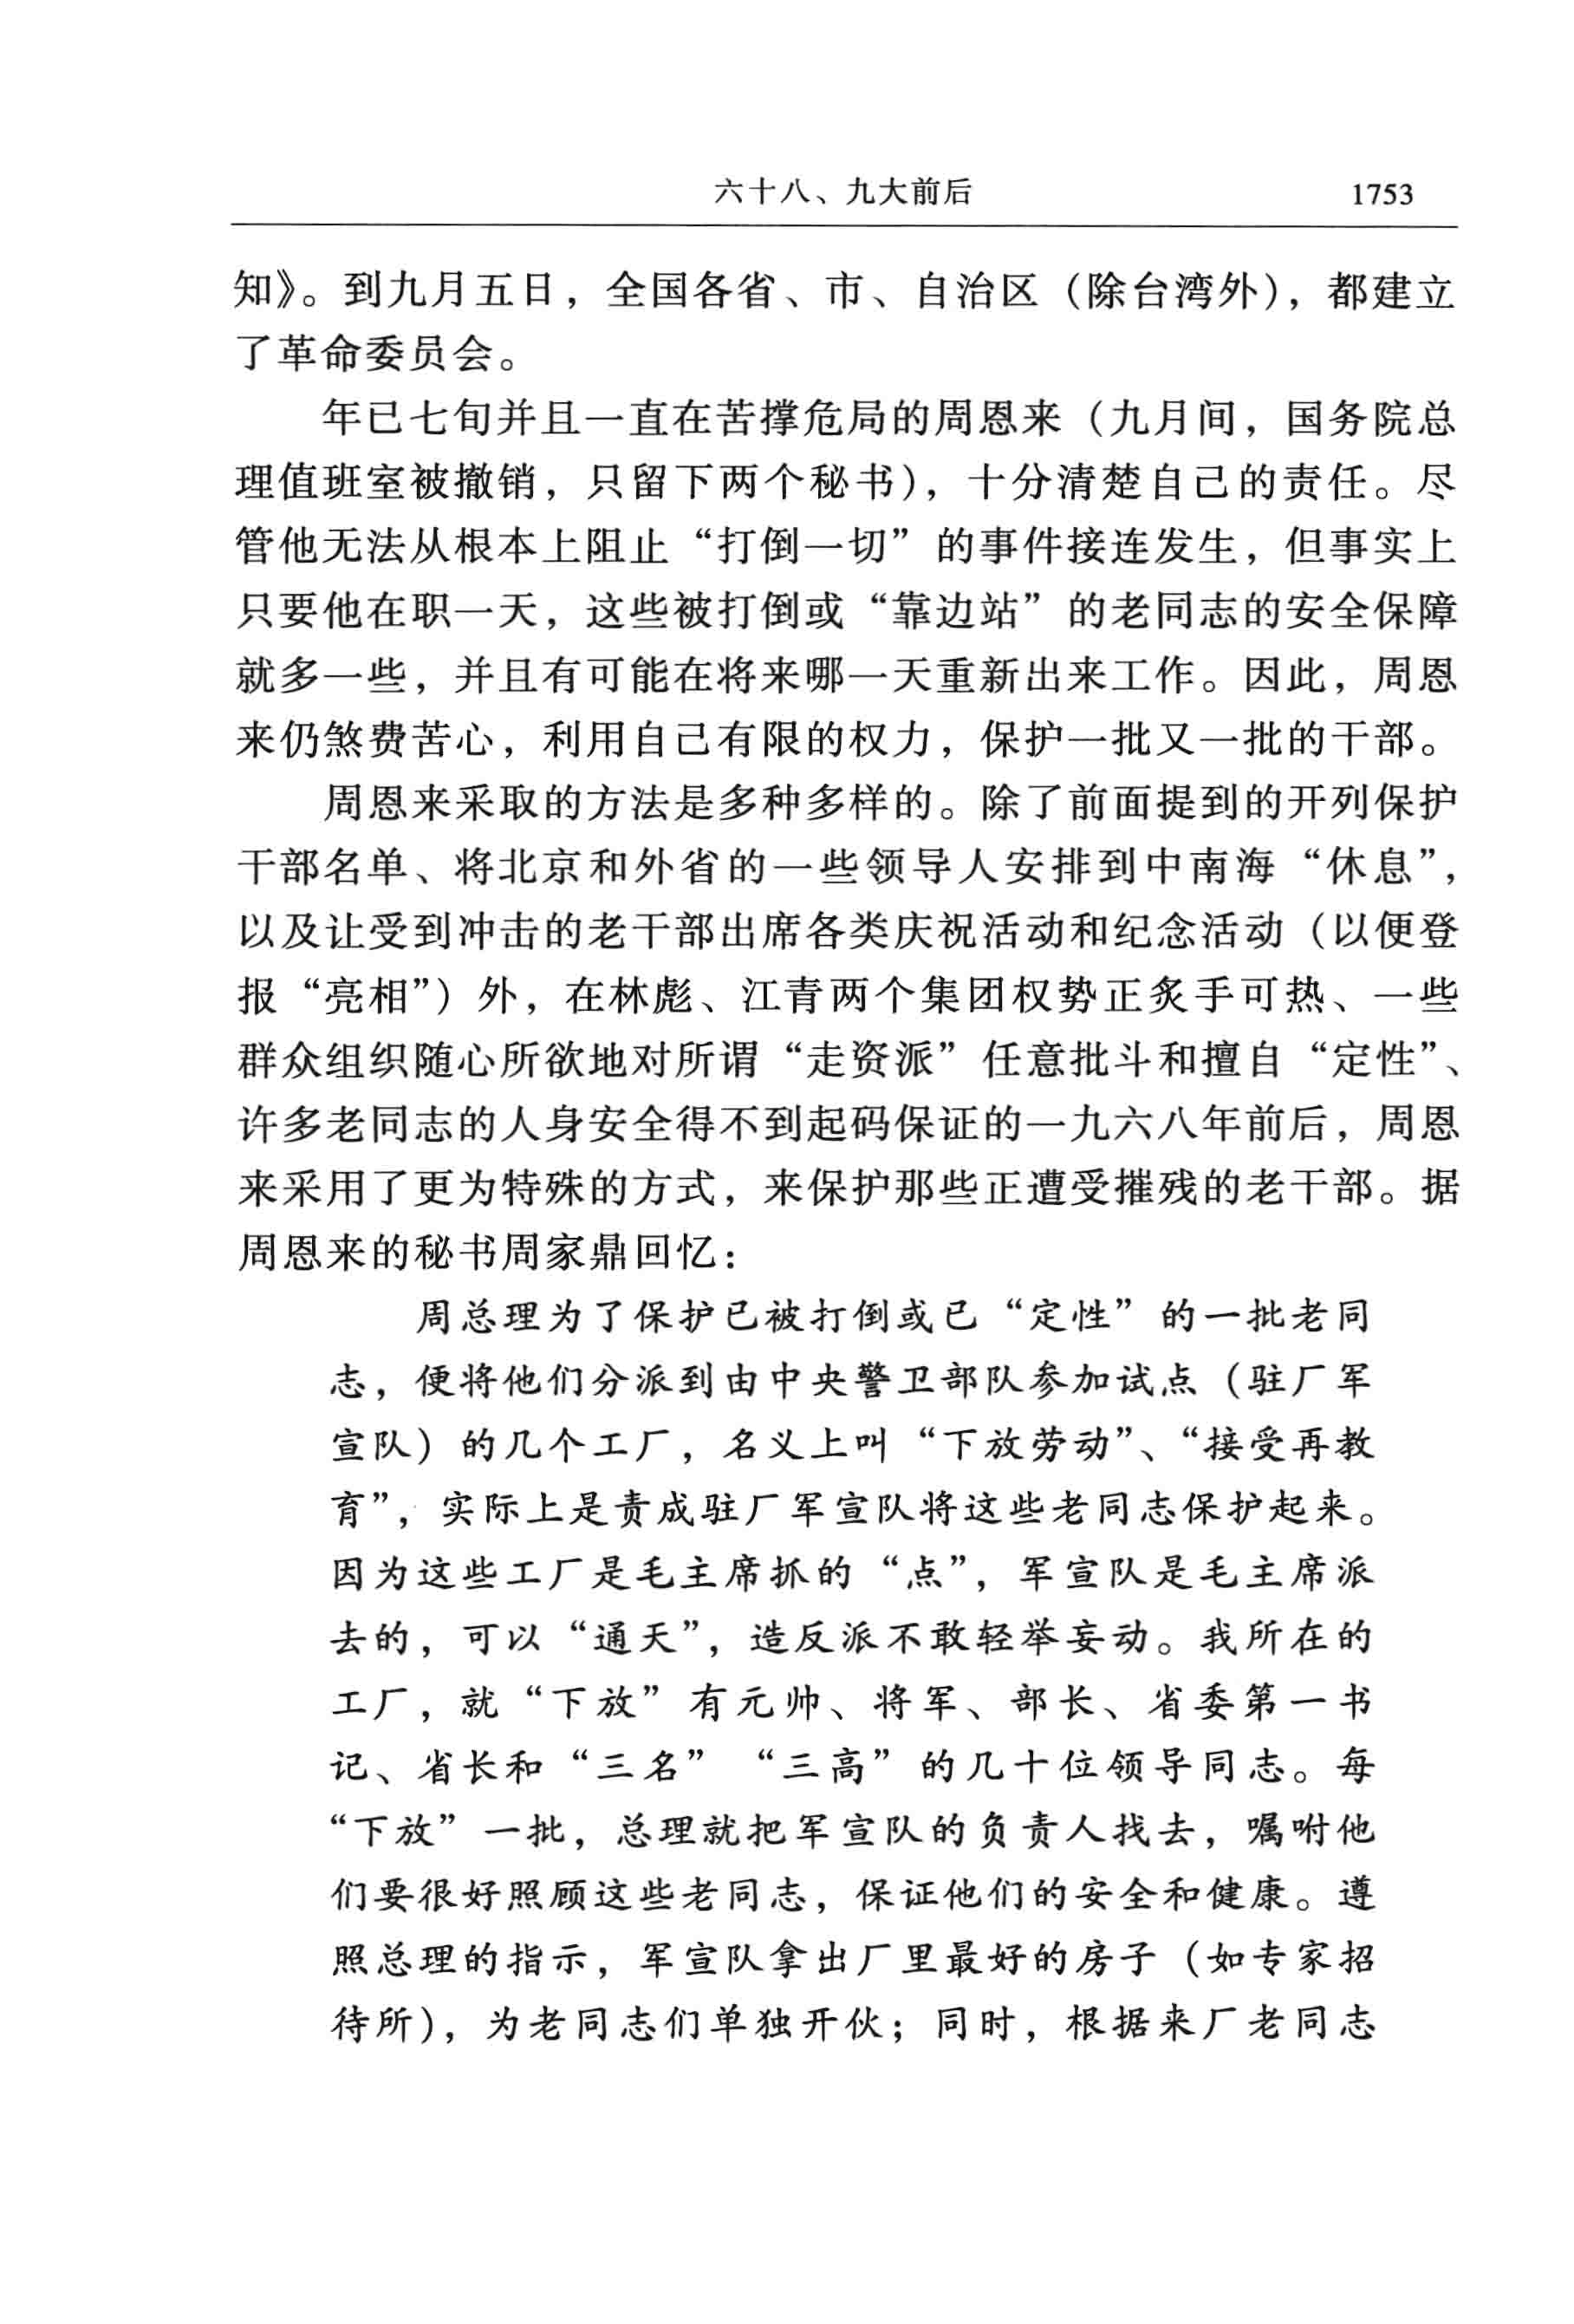 六十八、九大前后 1753
知》。到九月五日，全国各省、市、自治区（除台湾外），都建立
了革命委员会。
年已七旬并且一直在苦撑危局的周恩来（九月间，国务院总
理值班室被撤销，只留下两个秘书），十分清楚自己的责任。尽
管他无法从根本上阻止“打倒一切”的事件接连发生，但事实上
只要他在职一天，这些被打倒或“靠边站”的老同志的安全保障
就多一些，并且有可能在将来哪一天重新出来工作。因此，周恩
来仍煞费苦心，利用自己有限的权力，保护一批又一批的干部。
周恩来采取的方法是多种多样的。除了前面提到的开列保护
干部名单、将北京和外省的一些领导人安排到中南海“休息”，
以及让受到冲击的老干部出席各类庆祝活动和纪念活动（以便登
报“亮相”）外，在林彪、江青两个集团权势正炙手可热、一些
群众组织随心所欲地对所谓“走资派”任意批斗和擅自“定性”、
许多老同志的人身安全得不到起码保证的一九六八年前后，周恩
来采用了更为特殊的方式，来保护那些正遭受摧残的老干部。据
周恩来的秘书周家鼎回忆：
周总理为了保护已被打倒或已“定性”的一批老同
志，便将他们分派到由中央警卫部队参加试点（驻厂军
宣队）的几个工厂，名义上叫“下放劳动”、“接受再教
育”，实际上是责成驻厂军宣队将这些老同志保护起来。
因为这些工厂是毛主席抓的“点”，军宣队是毛主席派
去的，可以“通天”，造反派不敢轻举妄动。我所在的
工厂，就“下放”有元帅、将军、部长、省委第一书
记、省长和“三名”“三高”的几十位领导同志。每
“下放”一批，总理就把军宣队的负责人找去，嘱咐他
们要很好照顾这些老同志，保证他们的安全和健康。遵
照总理的指示，军宣队拿出厂里最好的房子（如专家招
待所），为老同志们单独开伙；同时，根据来厂老同志